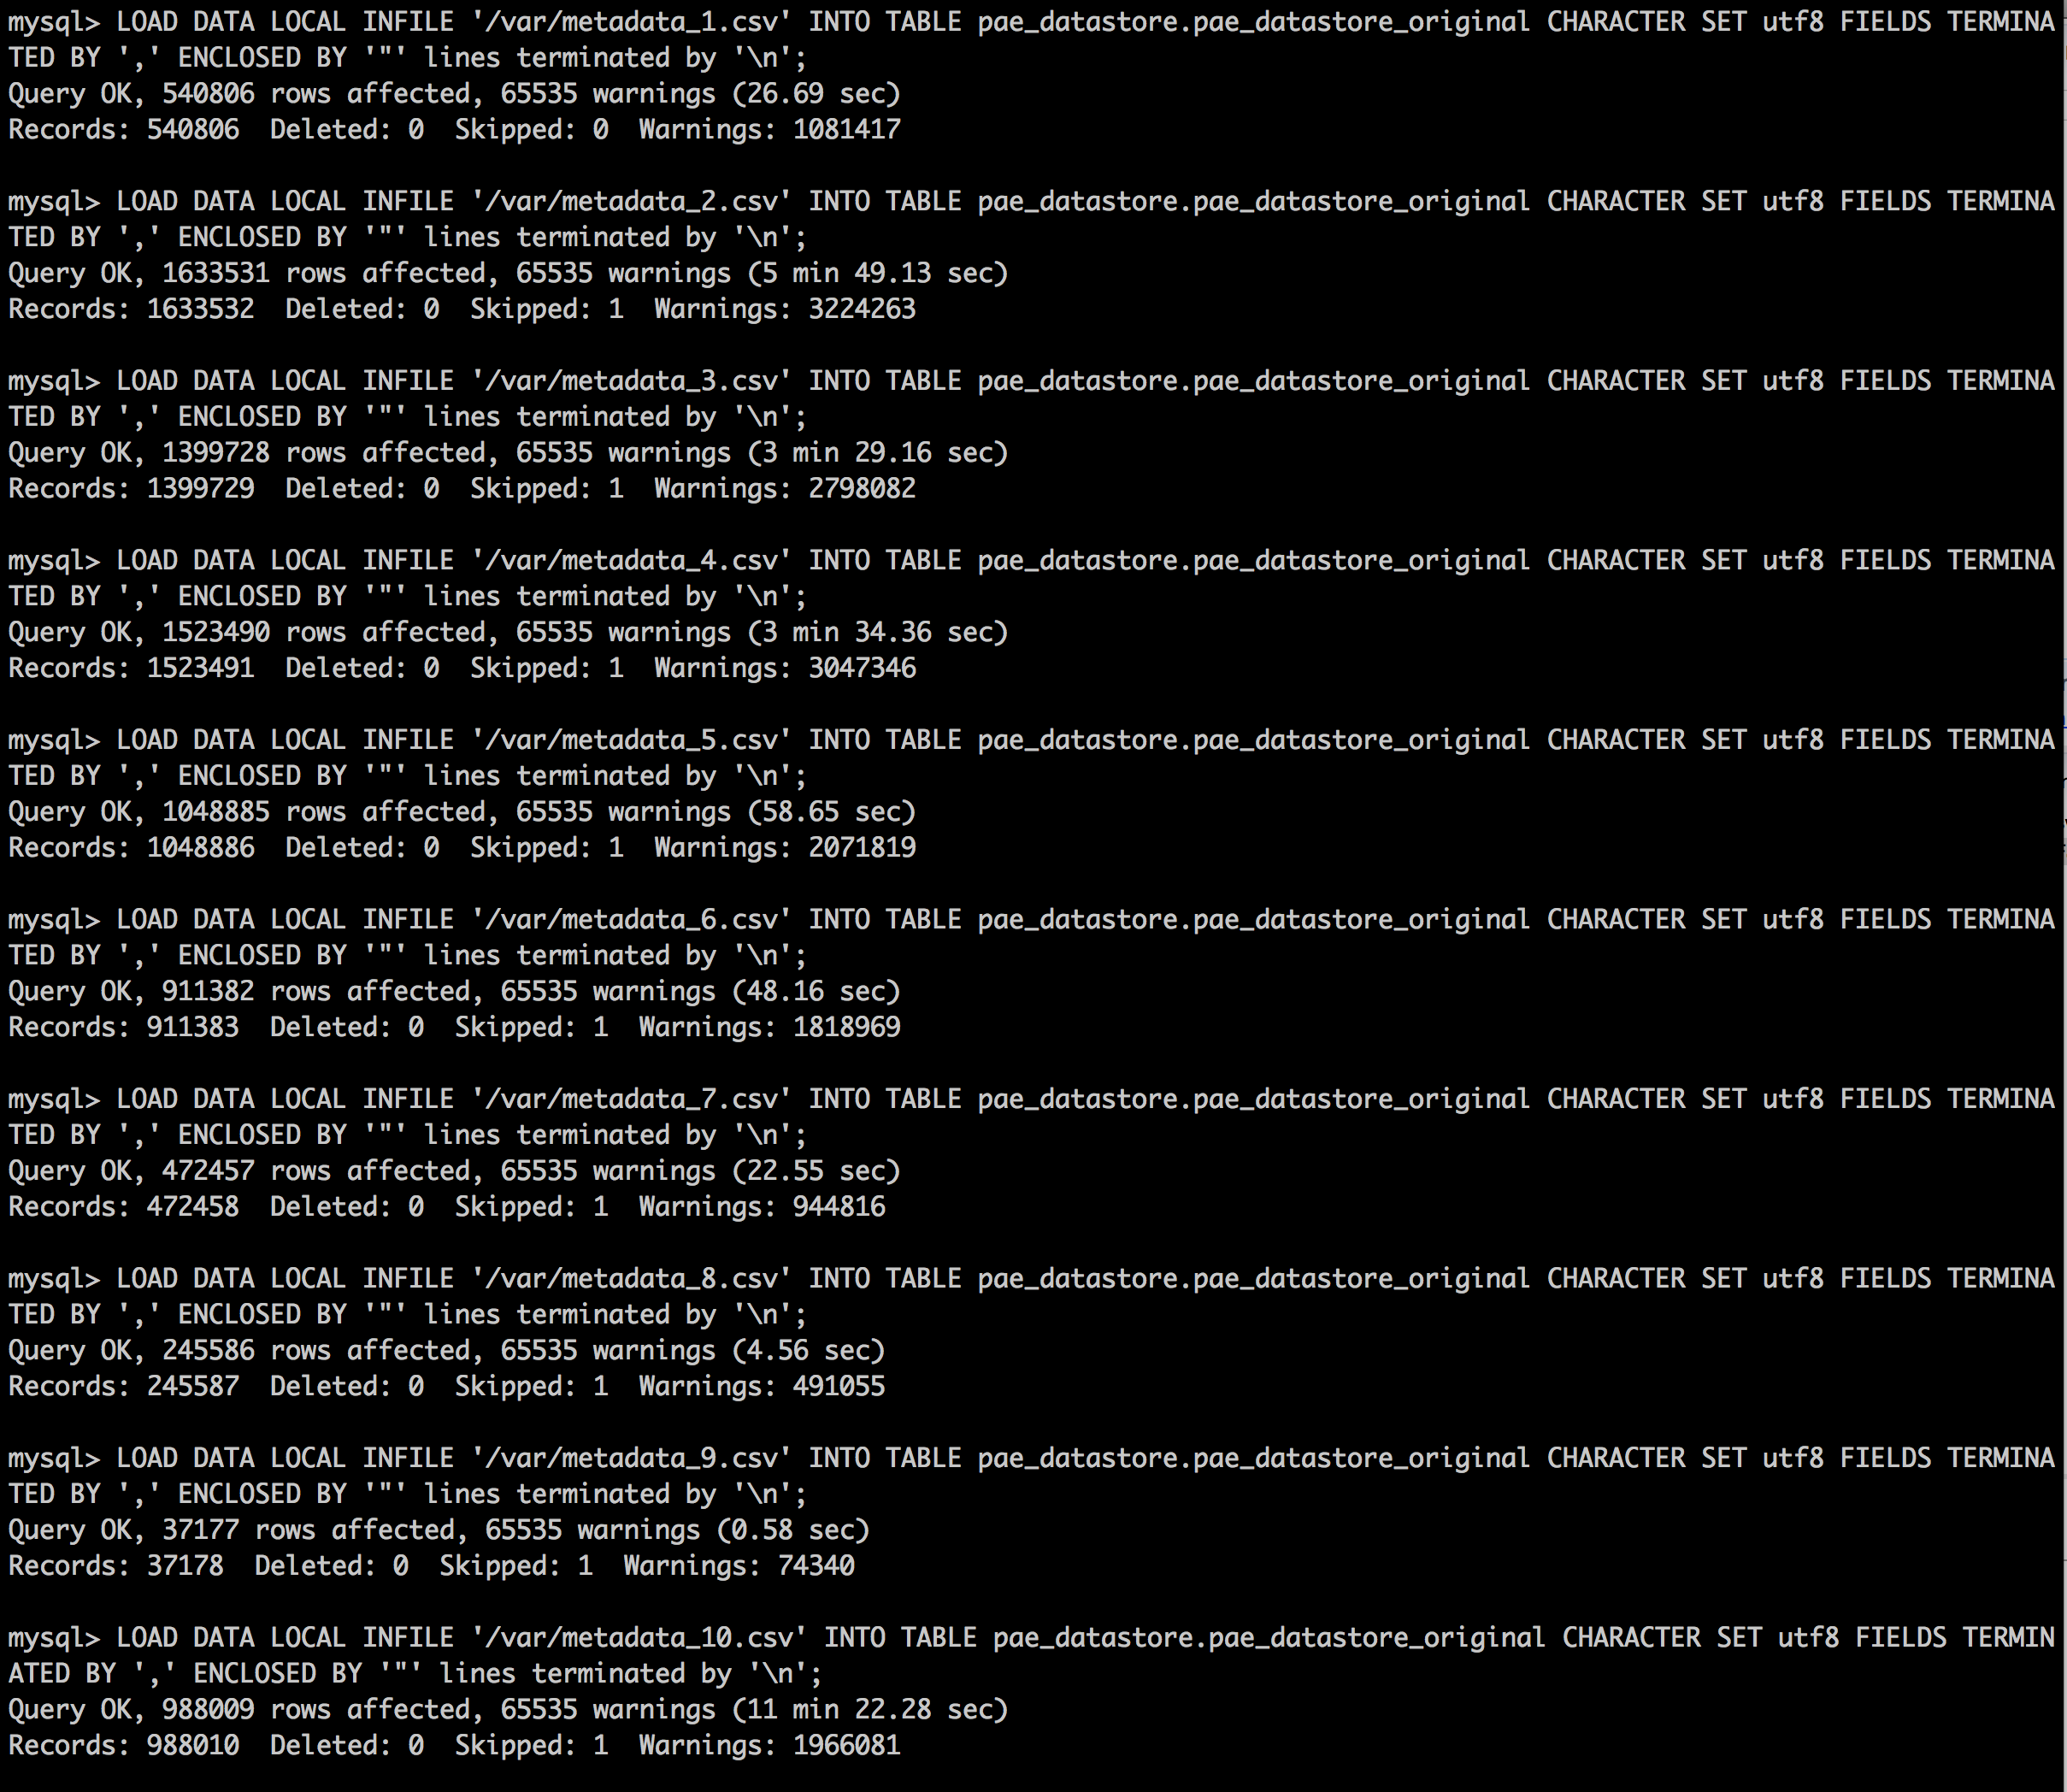 mysql> LOAD DATA LOCAL INFILE '/var/metadata_1.csv' INTO TABLE pae_datastore.pae_datastore_original CHARACTER SET utf8 FIELDS TERMINA
TED BY ',' ENCLOSED BY '"' lines terminated by '\n';
Query OK, 540806 rows affected, 65535 warnings (26.69 sec)
Records: 540806  Deleted: 0  Skipped: 0  Warnings: 1081417
mysql> LOAD DATA LOCAL INFILE '/var/metadata_2.csv' INTO TABLE pae_datastore.pae_datastore_original CHARACTER SET utf8 FIELDS TERMINA
TED BY ',' ENCLOSED BY '"' lines terminated by '\n';
Query OK, 1633531 rows affected, 65535 warnings (5 min 49.13 sec)
Records: 1633532  Deleted: 0  Skipped: 1  Warnings: 3224263
mysql> LOAD DATA LOCAL INFILE '/var/metadata_3.csv' INTO TABLE pae_datastore.pae_datastore_original CHARACTER SET utf8 FIELDS TERMINA
TED BY ',' ENCLOSED BY '"' lines terminated by '\n';
Query OK, 1399728 rows affected, 65535 warnings (3 min 29.16 sec)
Records: 1399729  Deleted: 0  Skipped: 1  Warnings: 2798082
mysql> LOAD DATA LOCAL INFILE '/var/metadata_4.csv' INTO TABLE pae_datastore.pae_datastore_original CHARACTER SET utf8 FIELDS TERMINA
TED BY ',' ENCLOSED BY '"' lines terminated by '\n';
Query OK, 1523490 rows affected, 65535 warnings (3 min 34.36 sec)
Records: 1523491  Deleted: 0  Skipped: 1  Warnings: 3047346
mysql> LOAD DATA LOCAL INFILE '/var/metadata_5.csv' INTO TABLE pae_datastore.pae_datastore_original CHARACTER SET utf8 FIELDS TERMINA
TED BY ',' ENCLOSED BY '"' lines terminated by '\n';
Query OK, 1048885 rows affected, 65535 warnings (58.65 sec)
Records: 1048886  Deleted: 0  Skipped: 1  Warnings: 2071819
mysql> LOAD DATA LOCAL INFILE '/var/metadata_6.csv' INTO TABLE pae_datastore.pae_datastore_original CHARACTER SET utf8 FIELDS TERMINA
TED BY ',' ENCLOSED BY '"' lines terminated by '\n';
Query OK, 911382 rows affected, 65535 warnings (48.16 sec)
Records: 911383  Deleted: 0  Skipped: 1  Warnings: 1818969
mysql> LOAD DATA LOCAL INFILE '/var/metadata_7.csv' INTO TABLE pae_datastore.pae_datastore_original CHARACTER SET utf8 FIELDS TERMINA
TED BY ',' ENCLOSED BY '"' lines terminated by '\n';
Query OK, 472457 rows affected, 65535 warnings (22.55 sec)
Records: 472458  Deleted: 0  Skipped: 1  Warnings: 944816
mysql> LOAD DATA LOCAL INFILE '/var/metadata_8.csv' INTO TABLE pae_datastore.pae_datastore_original CHARACTER SET utf8 FIELDS TERMINA
TED BY ',' ENCLOSED BY '"' lines terminated by '\n';
Query OK, 245586 rows affected, 65535 warnings (4.56 sec)
Records: 245587  Deleted: 0  Skipped: 1  Warnings: 491055
mysql> LOAD DATA LOCAL INFILE '/var/metadata_9.csv' INTO TABLE pae_datastore.pae_datastore_original CHARACTER SET utf8 FIELDS TERMINA
TED BY ',' ENCLOSED BY '"' lines terminated by '\n';
Query OK, 37177 rows affected, 65535 warnings (0.58 sec)
Records: 37178  Deleted: 0  Skipped: 1  Warnings: 74340
mysql> LOAD DATA LOCAL INFILE '/var/metadata_10.csv' INTO TABLE pae_datastore.pae_datastore_original CHARACTER SET utf8 FIELDS TERMIN
ATED BY ',' ENCLOSED BY '"' lines terminated by '\n';
Query OK, 988009 rows affected, 65535 warnings (11 min 22.28 sec)
Records: 988010  Deleted: 0  Skipped: 1  Warnings: 1966081